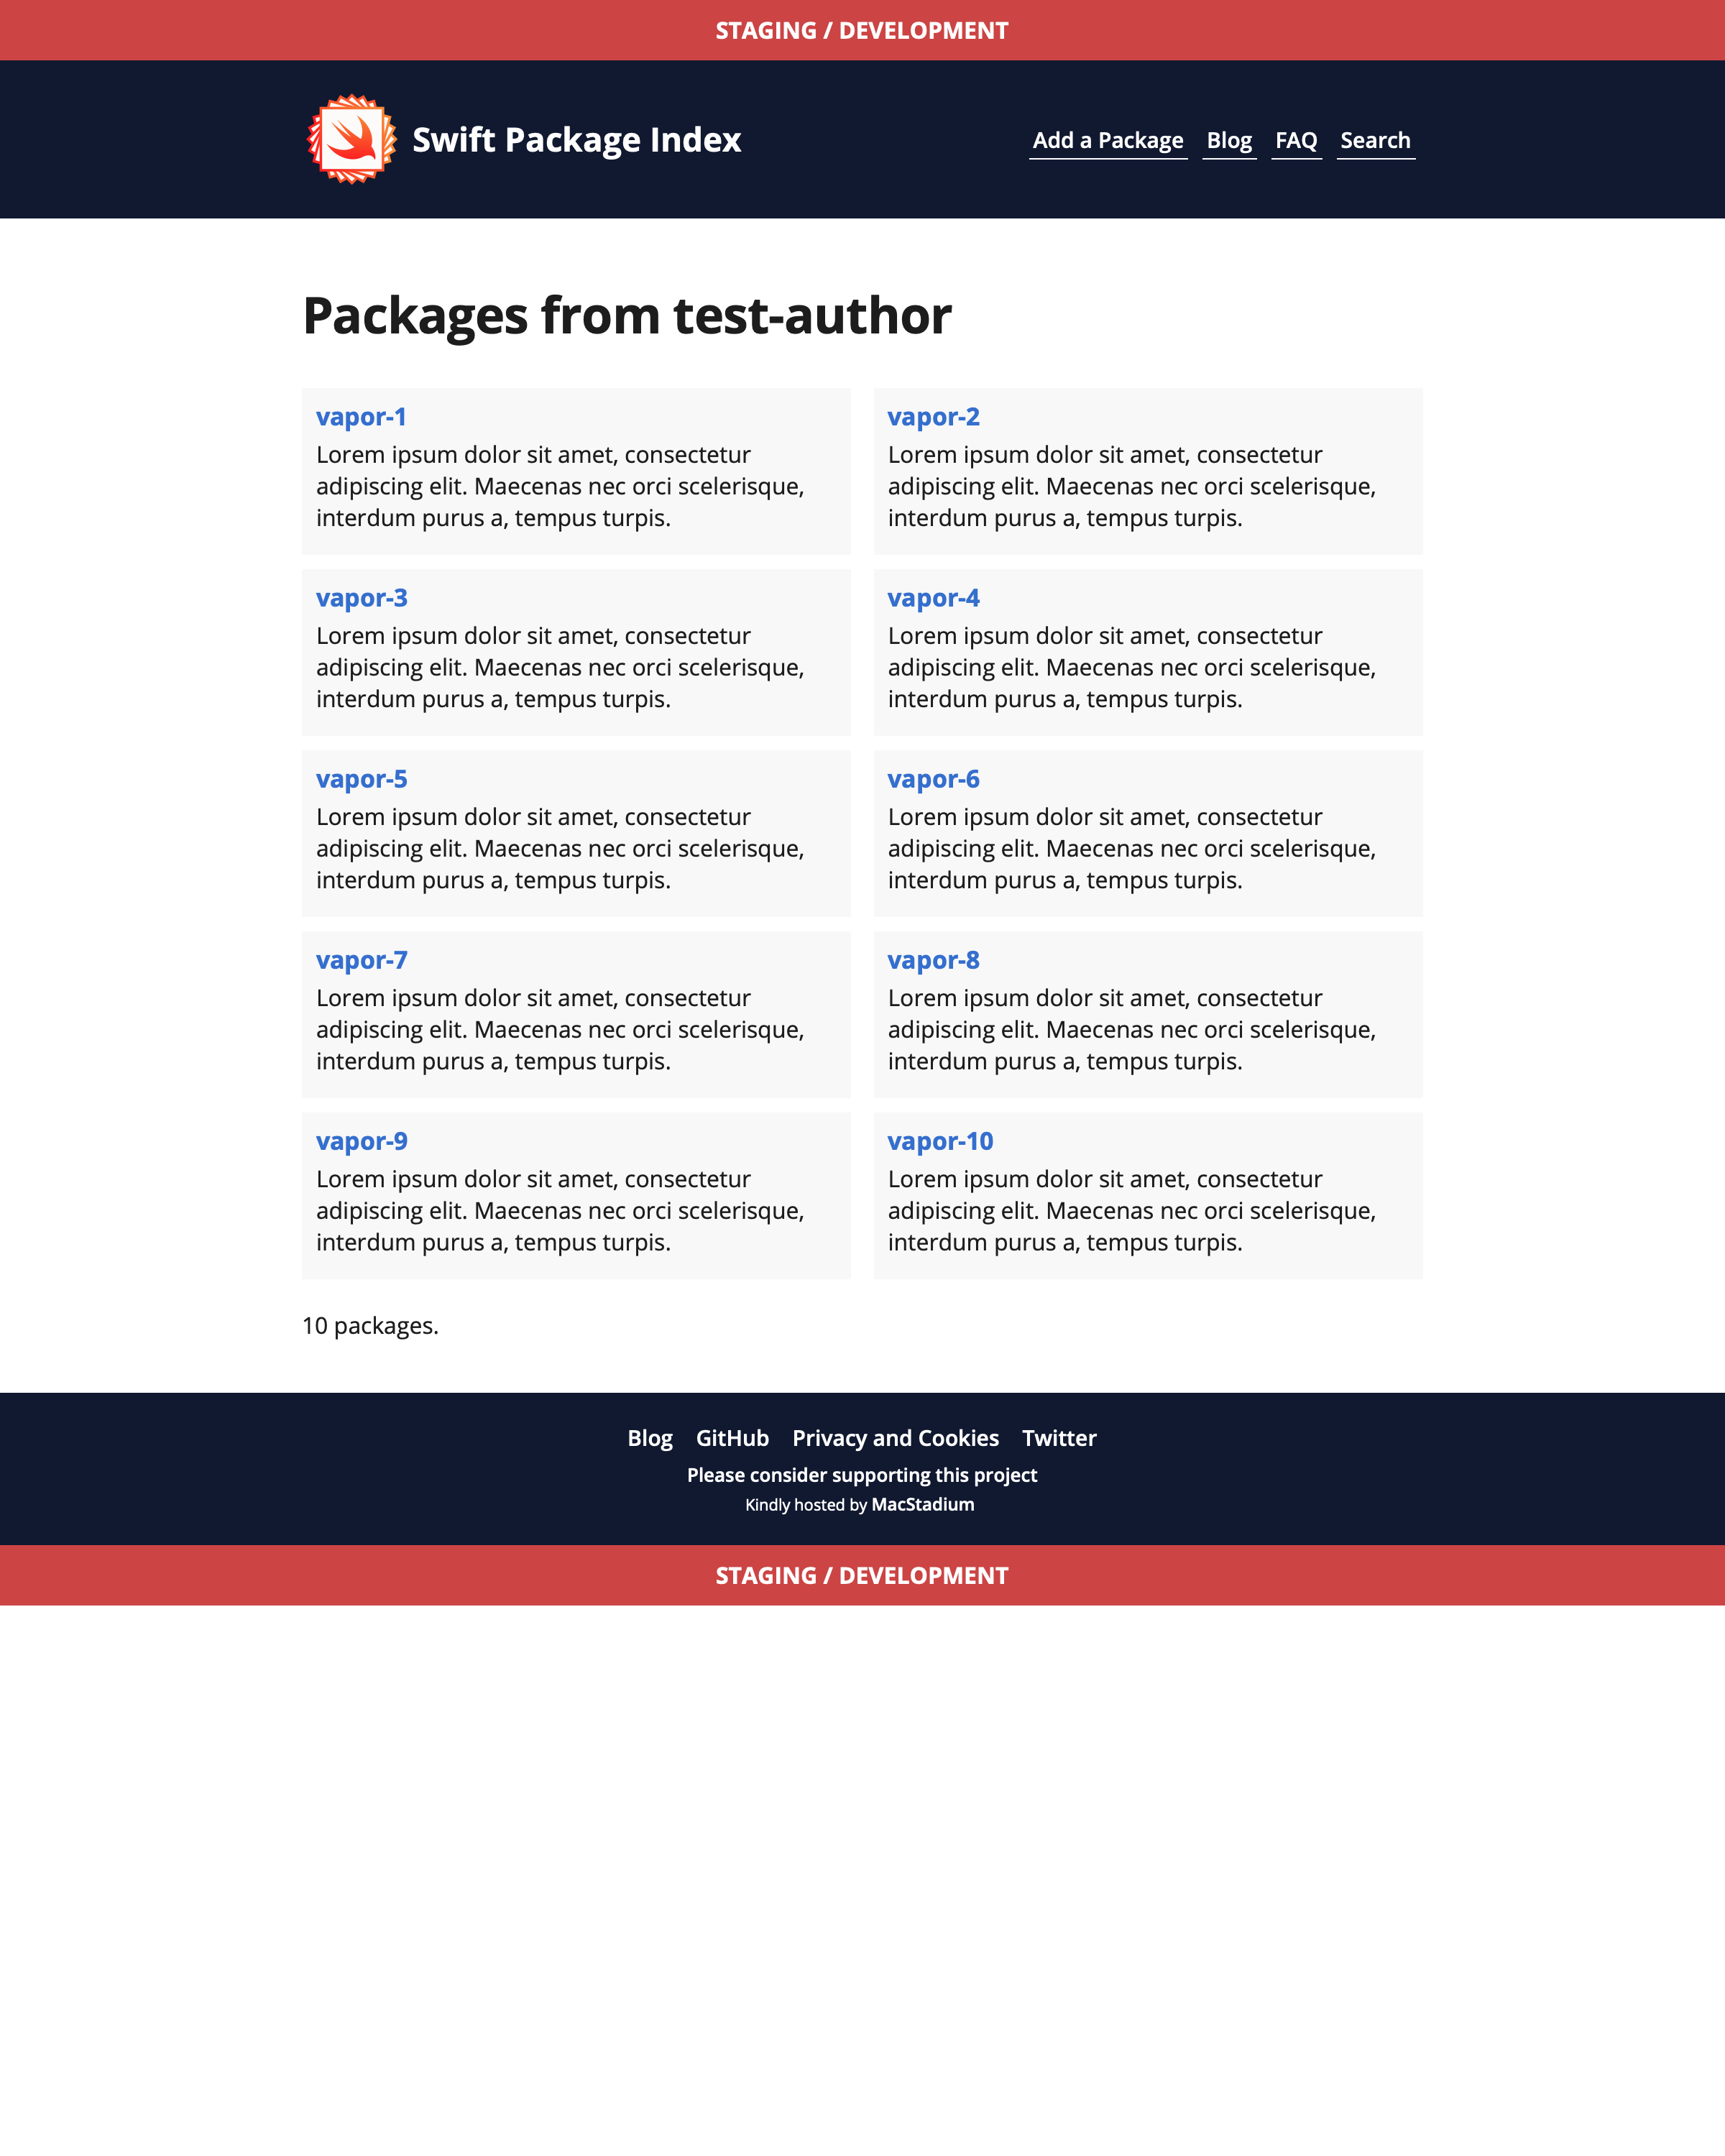 STAGING / DEVELOPMENT
Swift Package Index
Add a Package Blog FAQ Search
Packages from test-author
vapor-1
Lorem ipsum dolor sit amet, consectetur
adipiscing elit. Maecenas nec orci scelerisque,
interdum purus a, tempus turpis.
vapor-2
Lorem ipsum dolor sit amet, consectetur
adipiscing elit. Maecenas nec orci scelerisque,
interdum purus a, tempus turpis.
vapor-3
Lorem ipsum dolor sit amet, consectetur
adipiscing elit. Maecenas nec orci scelerisque,
interdum purus a, tempus turpis.
vapor-4
Lorem ipsum dolor sit amet, consectetur
adipiscing elit. Maecenas nec orci scelerisque,
interdum purus a, tempus turpis.
vapor-5
Lorem ipsum dolor sit amet, consectetur
adipiscing elit. Maecenas nec orci scelerisque,
interdum purus a, tempus turpis.
vapor-6
Lorem ipsum dolor sit amet, consectetur
adipiscing elit. Maecenas nec orci scelerisque,
interdum purus a, tempus turpis.
vapor-7
Lorem ipsum dolor sit amet, consectetur
adipiscing elit. Maecenas nec orci scelerisque,
interdum purus a, tempus turpis.
vapor-8
Lorem ipsum dolor sit amet, consectetur
adipiscing elit. Maecenas nec orci scelerisque,
interdum purus a, tempus turpis.
vapor-9
Lorem ipsum dolor sit amet, consectetur
adipiscing elit. Maecenas nec orci scelerisque,
interdum purus a, tempus turpis.
vapor-10
Lorem ipsum dolor sit amet, consectetur
adipiscing elit. Maecenas nec orci scelerisque,
interdum purus a, tempus turpis.
10 packages.
Blog GitHub Privacy and Cookies Twitter
Please consider supporting this project
Kindly hosted by MacStadium
STAGING / DEVELOPMENT